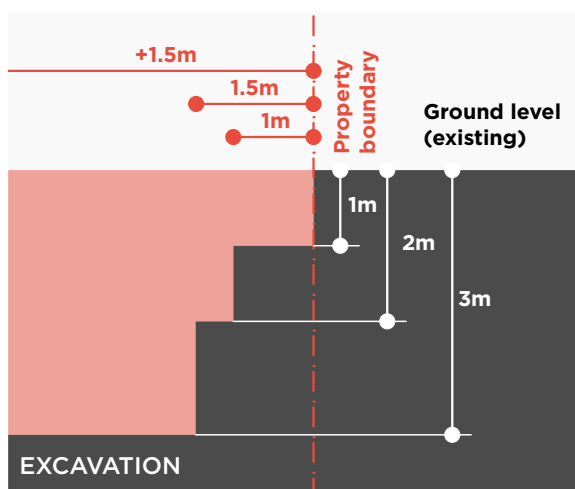 +1.5m
1.5m
1m
Property
boundary
Ground level
(existing)
1m
2m
3m
EXCAVATION